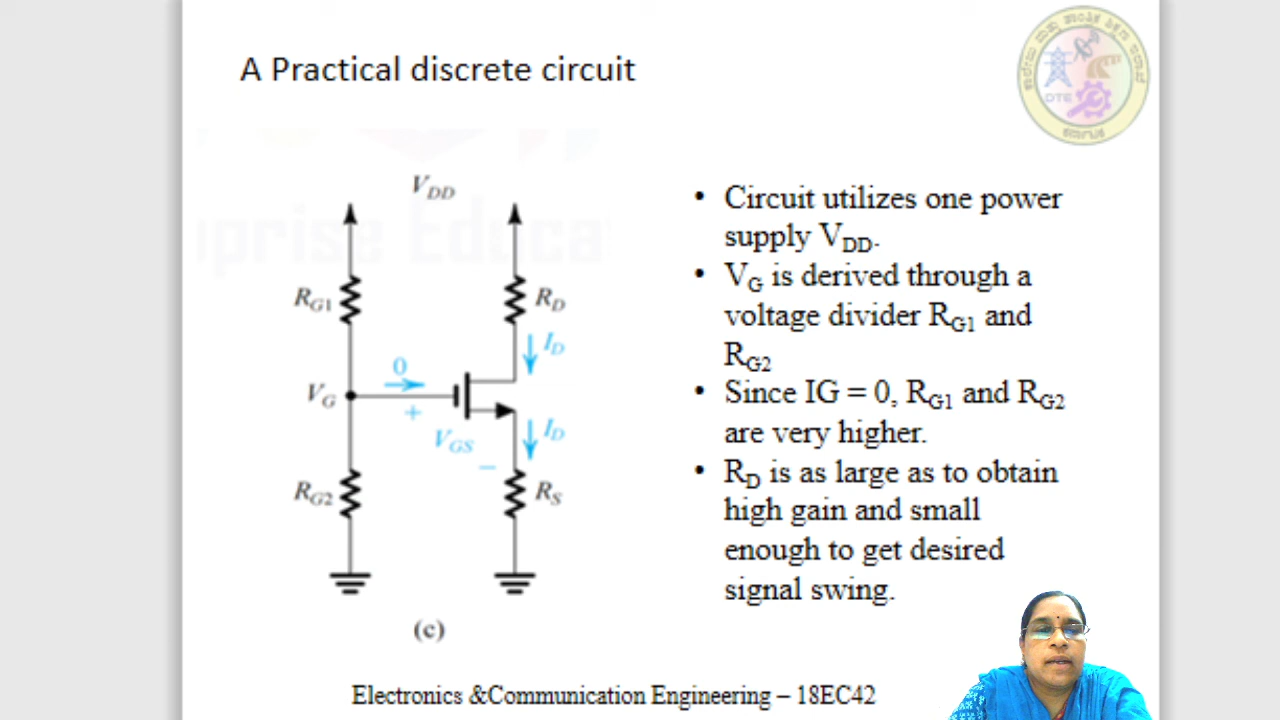 A Practical discrete circuit
DTE
V_DD
R_G1
R_D
I_D
0
V_G
+
V_GS
I_D
−
R_G2
R_S
(c)
• Circuit utilizes one power
supply V_DD.
• V_G is derived through a
voltage divider R_G1 and
R_G2
• Since IG = 0, R_G1 and R_G2
are very higher.
• R_D is as large as to obtain
high gain and small
enough to get desired
signal swing.
Electronics &Communication Engineering – 18EC42